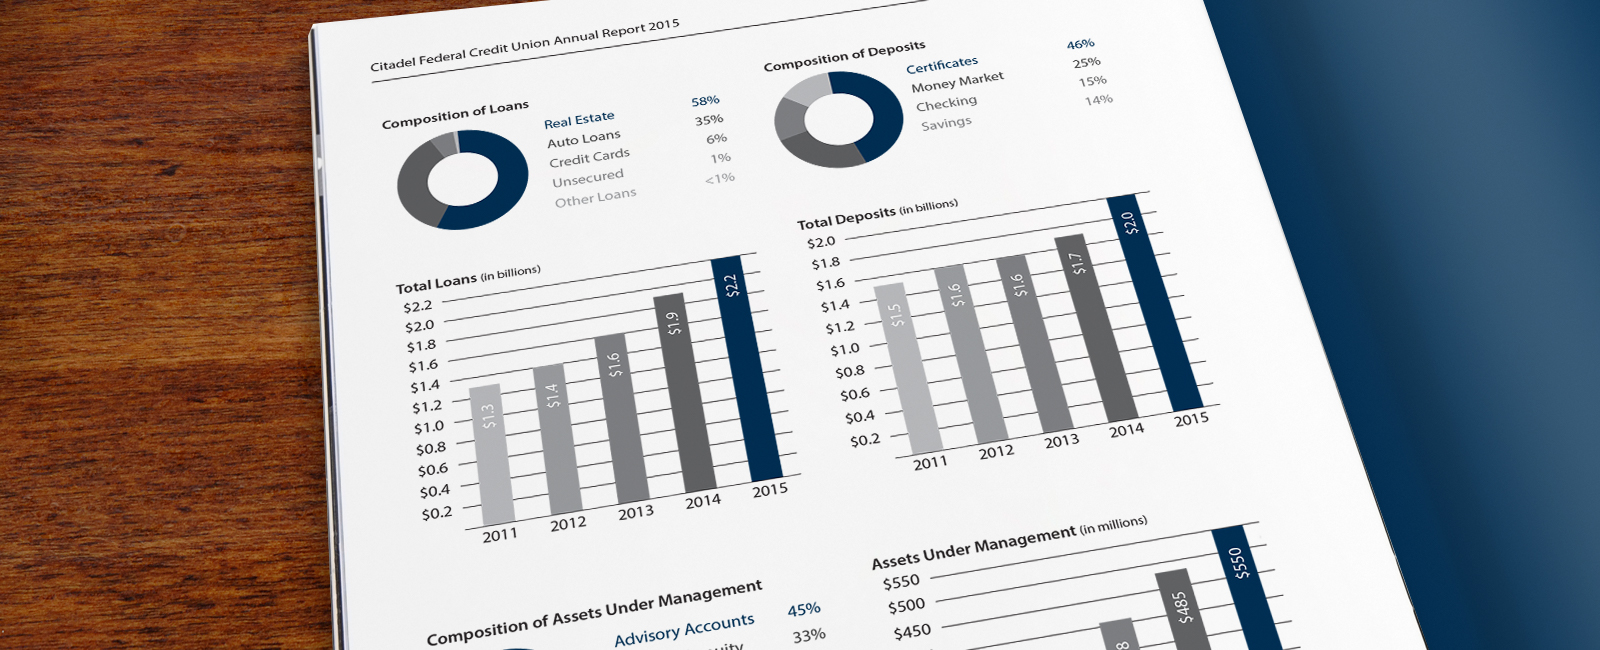 Citadel Federal Credit Union Annual Report 2015
Composition of Loans
Real Estate 58%
Auto Loans 35%
Credit Cards 6%
Unsecured 1%
Other Loans <1%
Composition of Deposits
Certificates 46%
Money Market 25%
Checking 15%
Savings 14%
Total Loans (in billions)
$2.2
$2.0
$1.8
$1.6
$1.4
$1.2
$1.0
$0.8
$0.6
$0.4
$0.2
$1.3
$1.4
$1.6
$1.9
$2.2
2011 2012 2013 2014 2015
Total Deposits (in billions)
$2.0
$1.8
$1.6
$1.4
$1.2
$1.0
$0.8
$0.6
$0.4
$0.2
$1.5
$1.6
$1.6
$1.7
$2.0
2011 2012 2013 2014 2015
Composition of Assets Under Management
Advisory Accounts 45%
33%
Assets Under Management (in millions)
$550
$500
$450
$485
$550